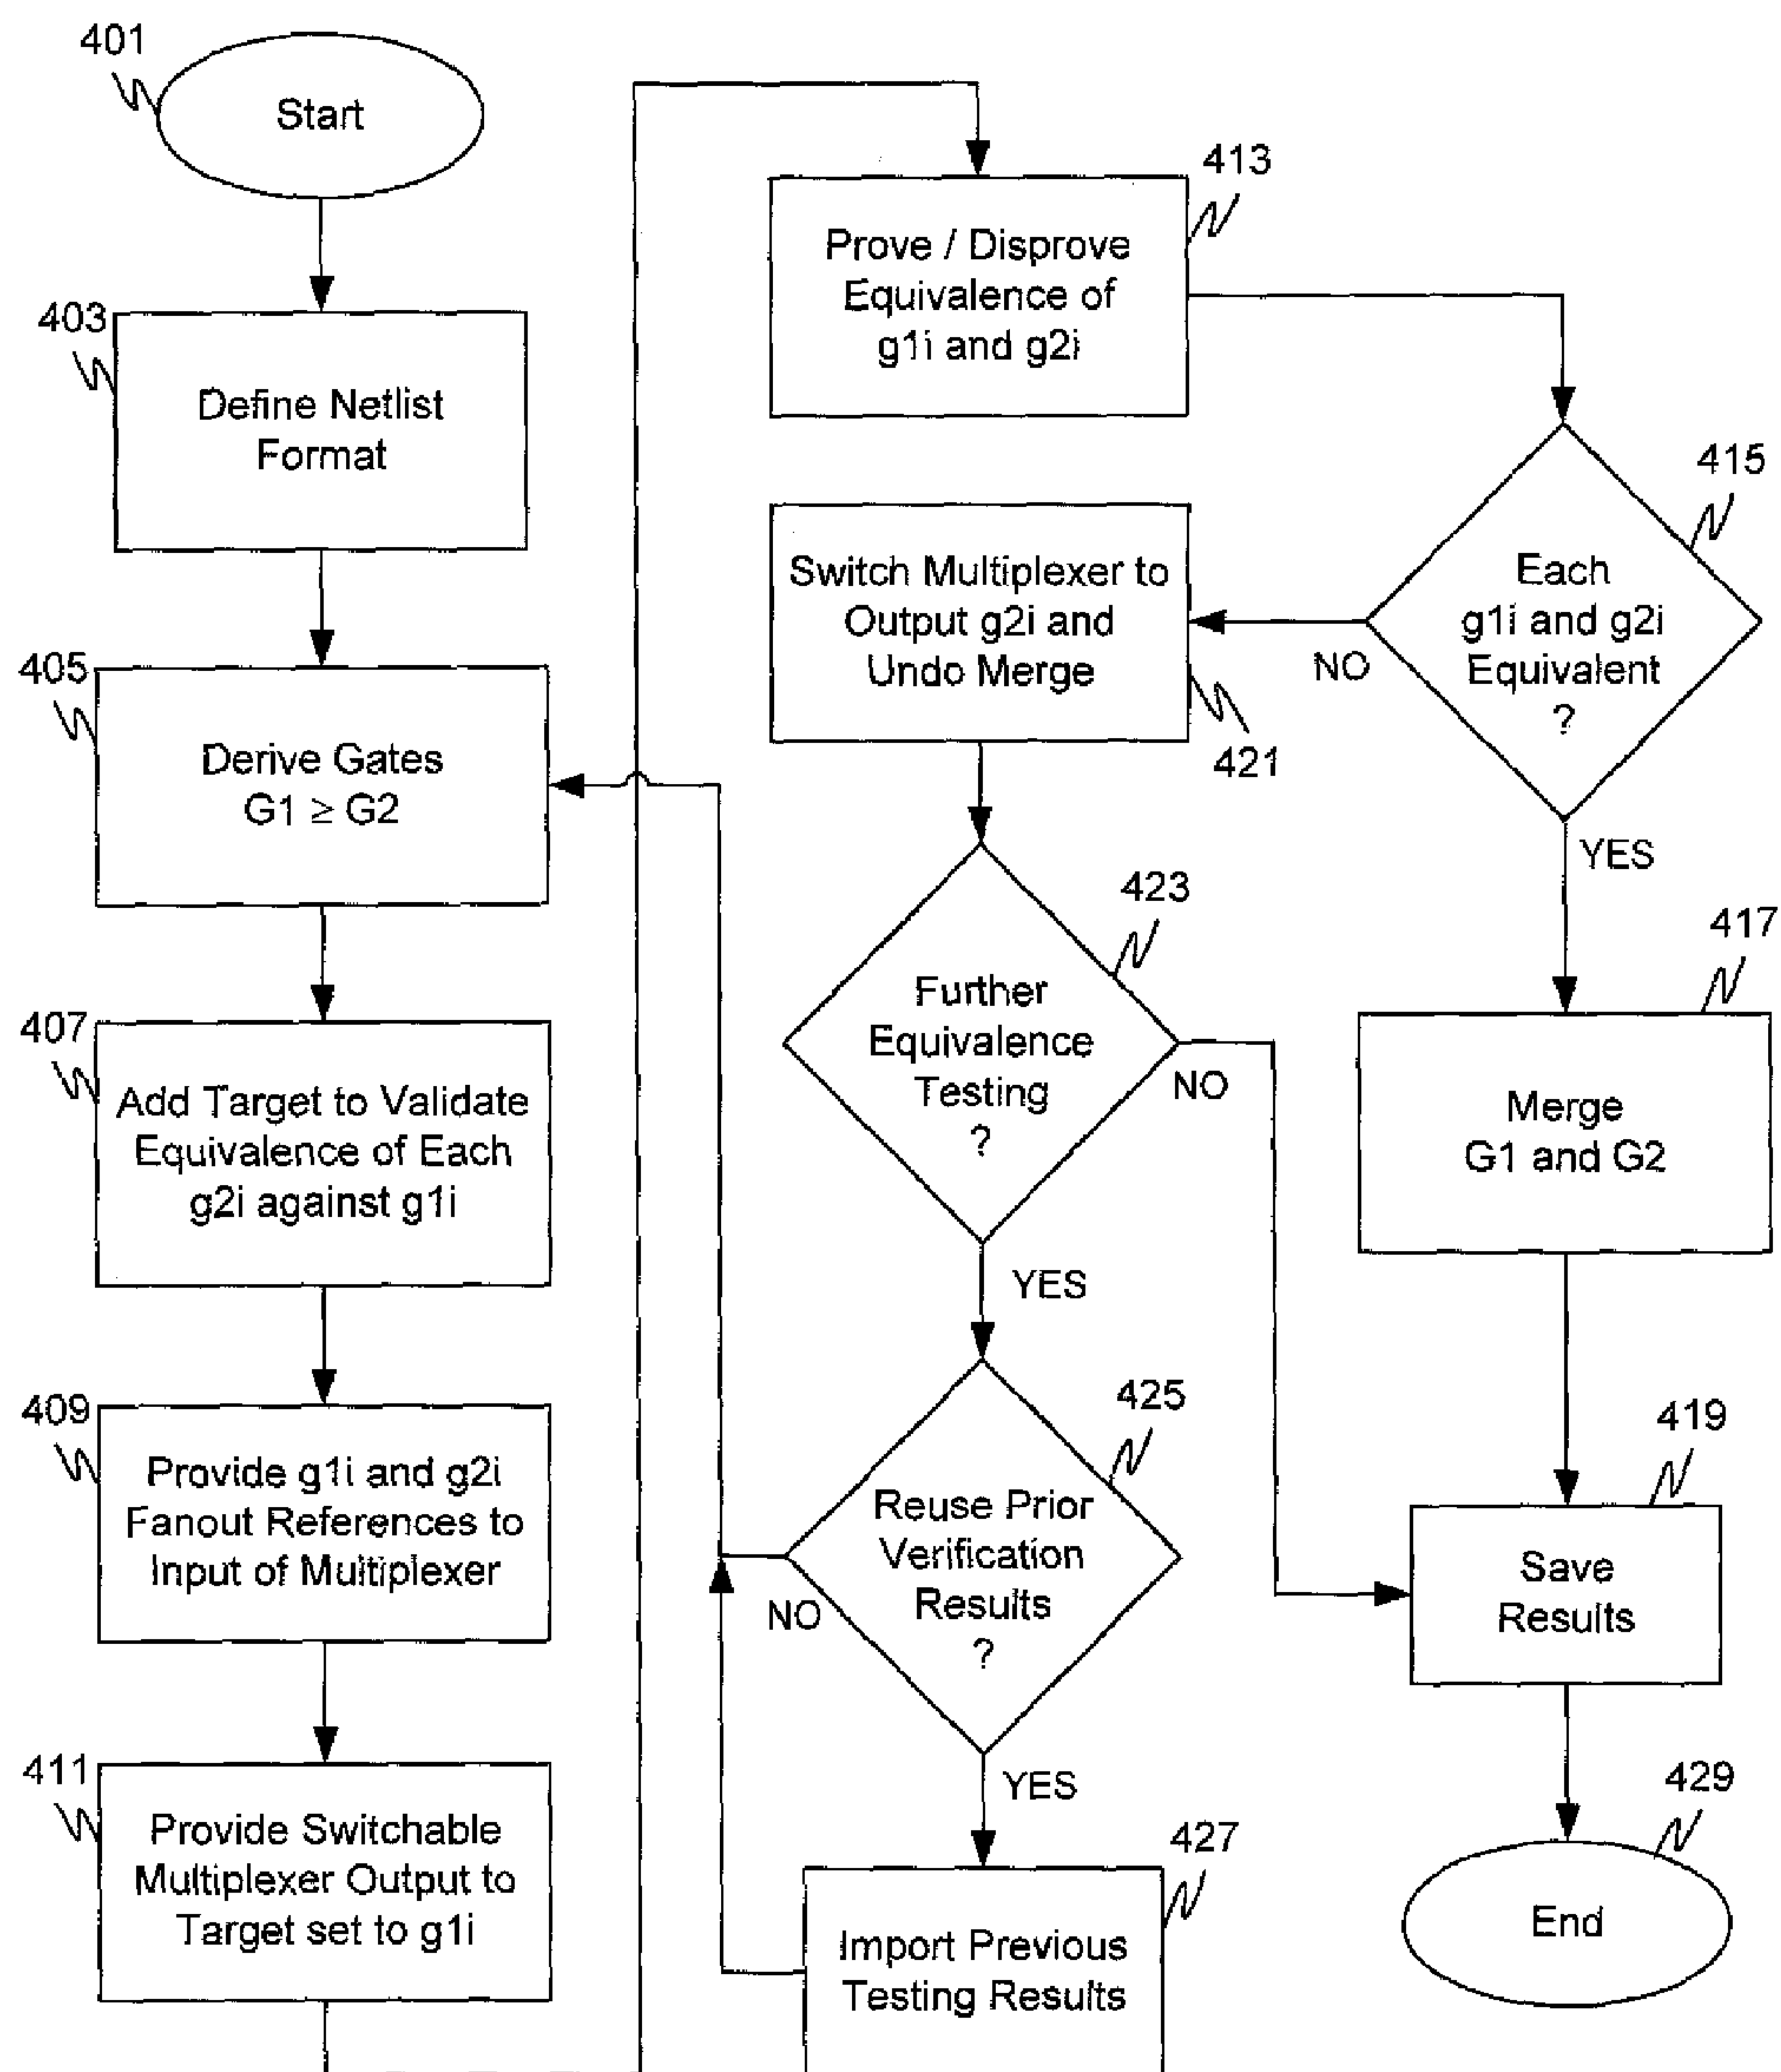 401
Start
403
Define Netlist
Format
405
Derive Gates
G1 ≥ G2
407
Add Target to Validate
Equivalence of Each
g2i against g1i
409
Provide g1i and g2i
Fanout References to
Input of Multiplexer
411
Provide Switchable
Multiplexer Output to
Target set to g1i
413
Prove / Disprove
Equivalence of
g1i and g2i
415
Each
g1i and g2i
Equivalent
?
NO
YES
421
Switch Multiplexer to
Output g2i and
Undo Merge
423
Further
Equivalence
Testing
?
NO
YES
425
Reuse Prior
Verification
Results
?
NO
YES
427
Import Previous
Testing Results
417
Merge
G1 and G2
419
Save
Results
429
End